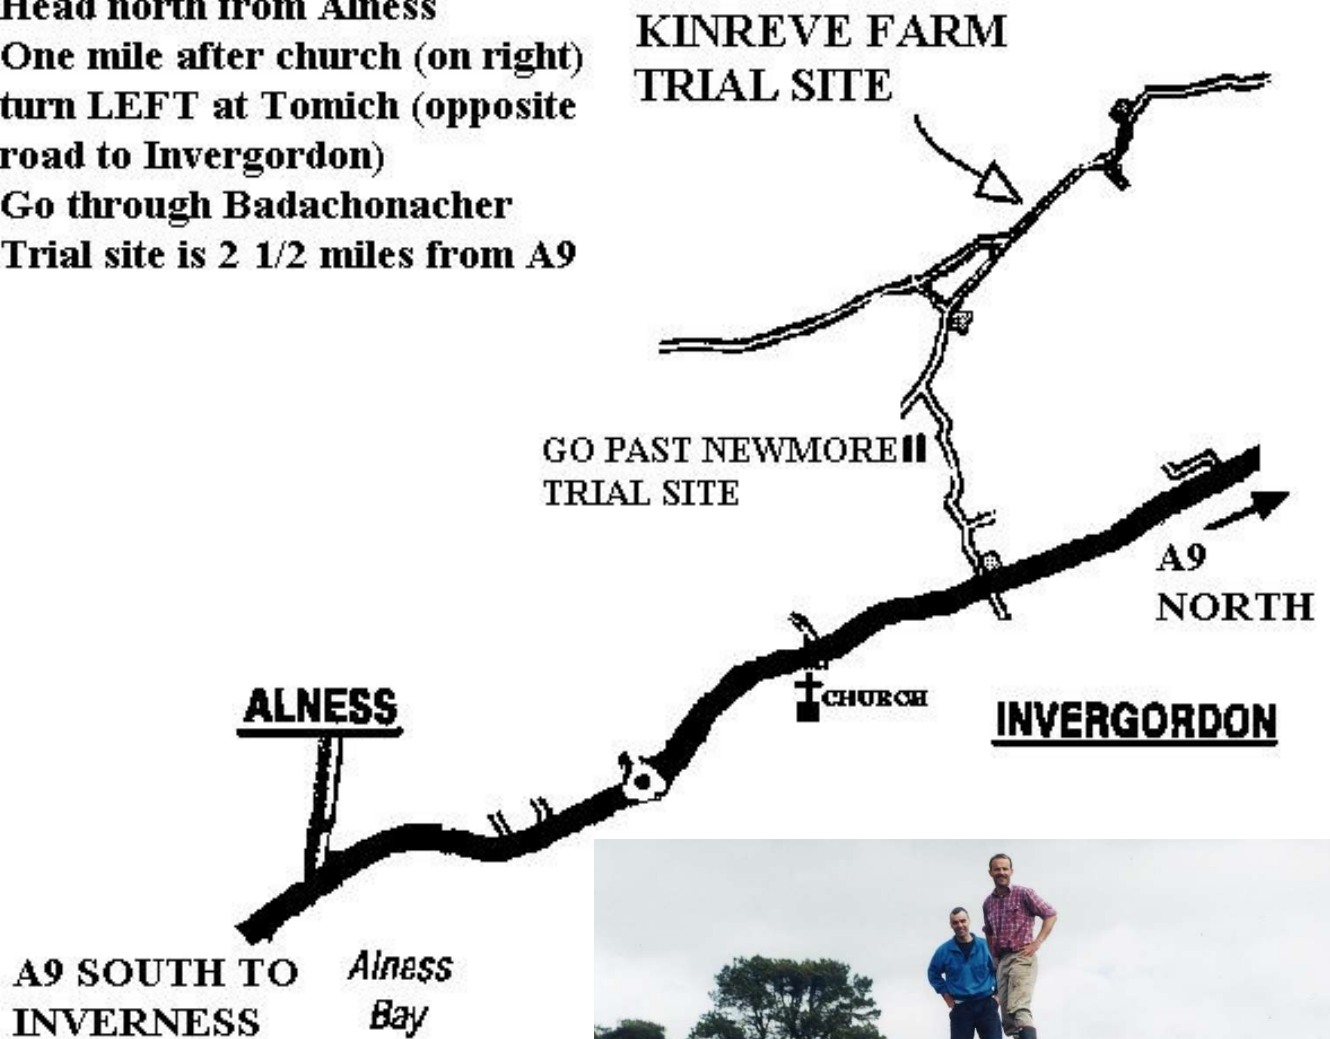 Head north from Alness
One mile after church (on right)
turn LEFT at Tomich (opposite
road to Invergordon)
Go through Badachonacher
Trial site is 2 1/2 miles from A9
KINREVE FARM
TRIAL SITE
GO PAST NEWMORE
TRIAL SITE
A9
NORTH
CHURCH
ALNESS
INVERGORDON
A9 SOUTH TO
INVERNESS
Alness
Bay